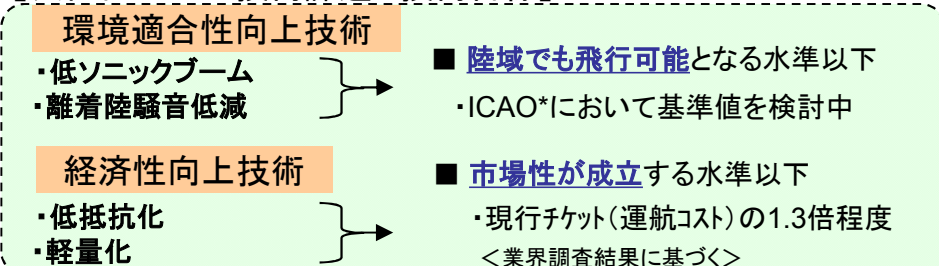 環境適合性向上技術
・低ソニックブーム
・離着陸騒音低減
■ 陸域でも飛行可能となる水準以下
・ICAO*において基準値を検討中
経済性向上技術
・低抵抗化
・軽量化
■ 市場性が成立する水準以下
・現行ﾁｹｯﾄ（運航ｺｽﾄ）の1.3倍程度
＜業界調査結果に基づく＞